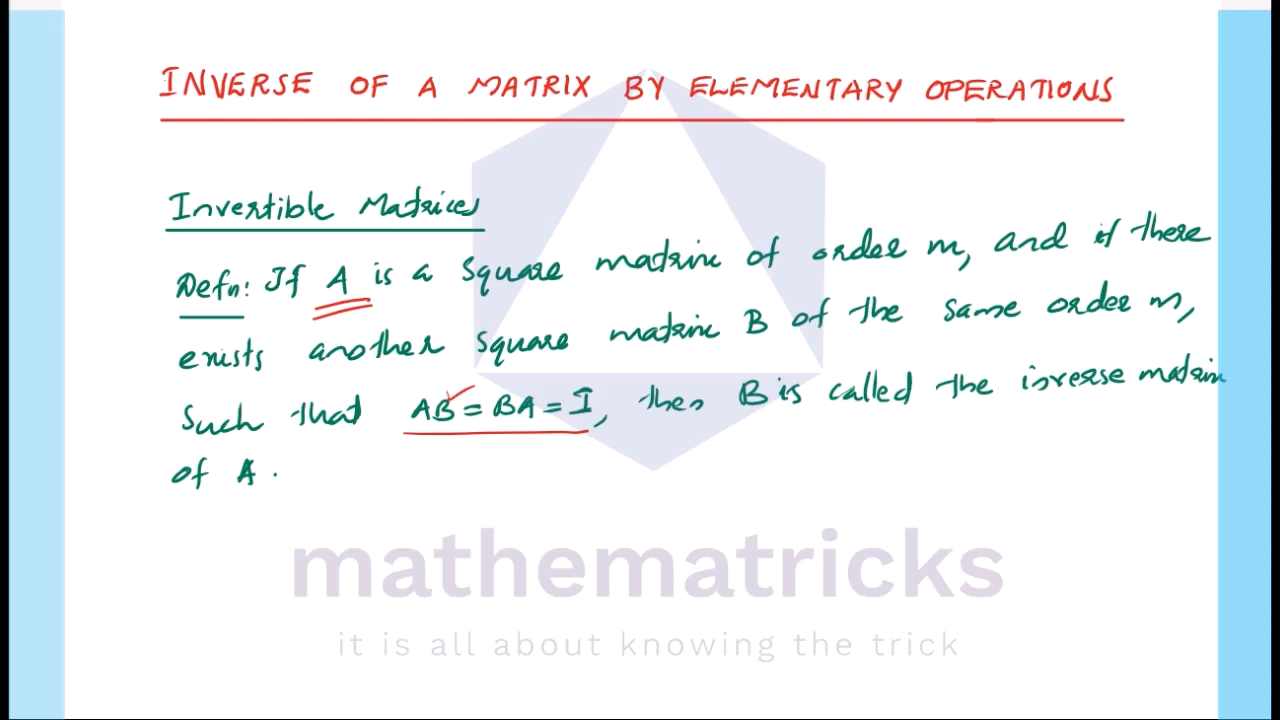 INVERSE OF A MATRIX BY ELEMENTARY OPERATIONS
Invertible Matrices
Defn: If A is a square matrix of order m, and if there
exists another square matrix B of the same order m,
such that AB = BA = I, then B is called the inverse matrix
of A.
mathematricks
it is all about knowing the trick